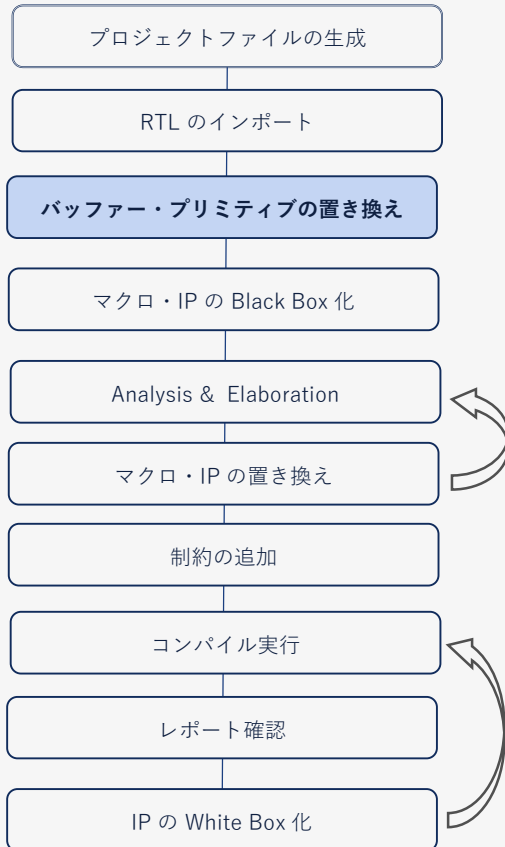 プロジェクトファイルの生成
RTL のインポート
バッファー・プリミティブの置き換え
マクロ・IP の Black Box 化
Analysis & Elaboration
マクロ・IP の置き換え
制約の追加
コンパイル実行
レポート確認
IP の White Box 化